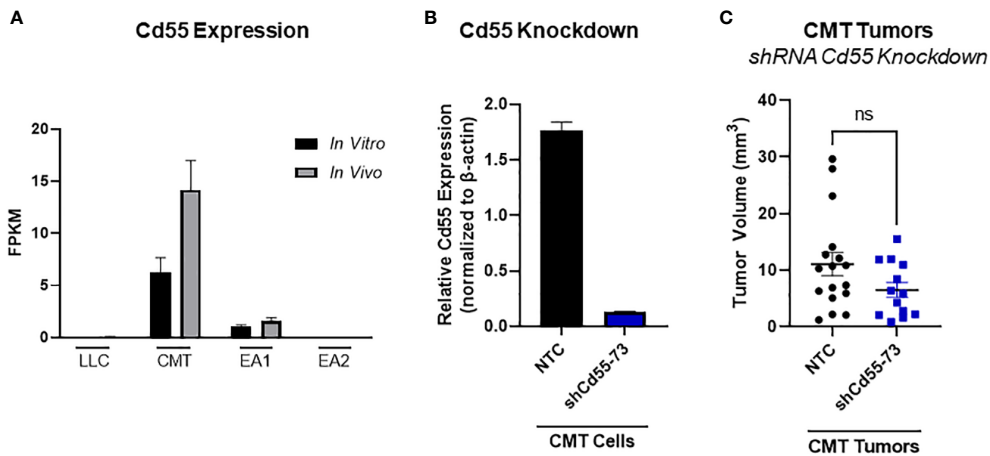 A
Cd55 Expression
FPKM
20
15
10
5
0
In Vitro
In Vivo
LLC
CMT
EA1
EA2
B
Cd55 Knockdown
Relative Cd55 Expression
(normalized to β-actin)
2.0
1.5
1.0
0.5
0.0
NTC
shCd55-73
CMT Cells
C
CMT Tumors
shRNA Cd55 Knockdown
Tumor Volume (mm³)
40
30
20
10
0
ns
NTC
shCd55-73
CMT Tumors